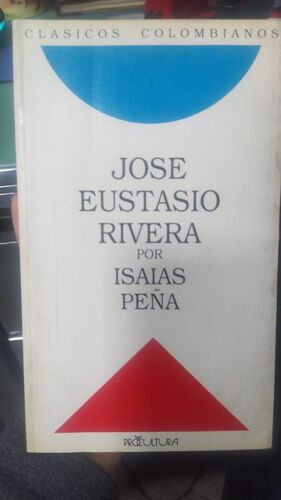 CLASICOS COLOMBIANOS
JOSE
EUSTASIO
RIVERA
POR
ISAIAS
PEÑA
PROCULTURA